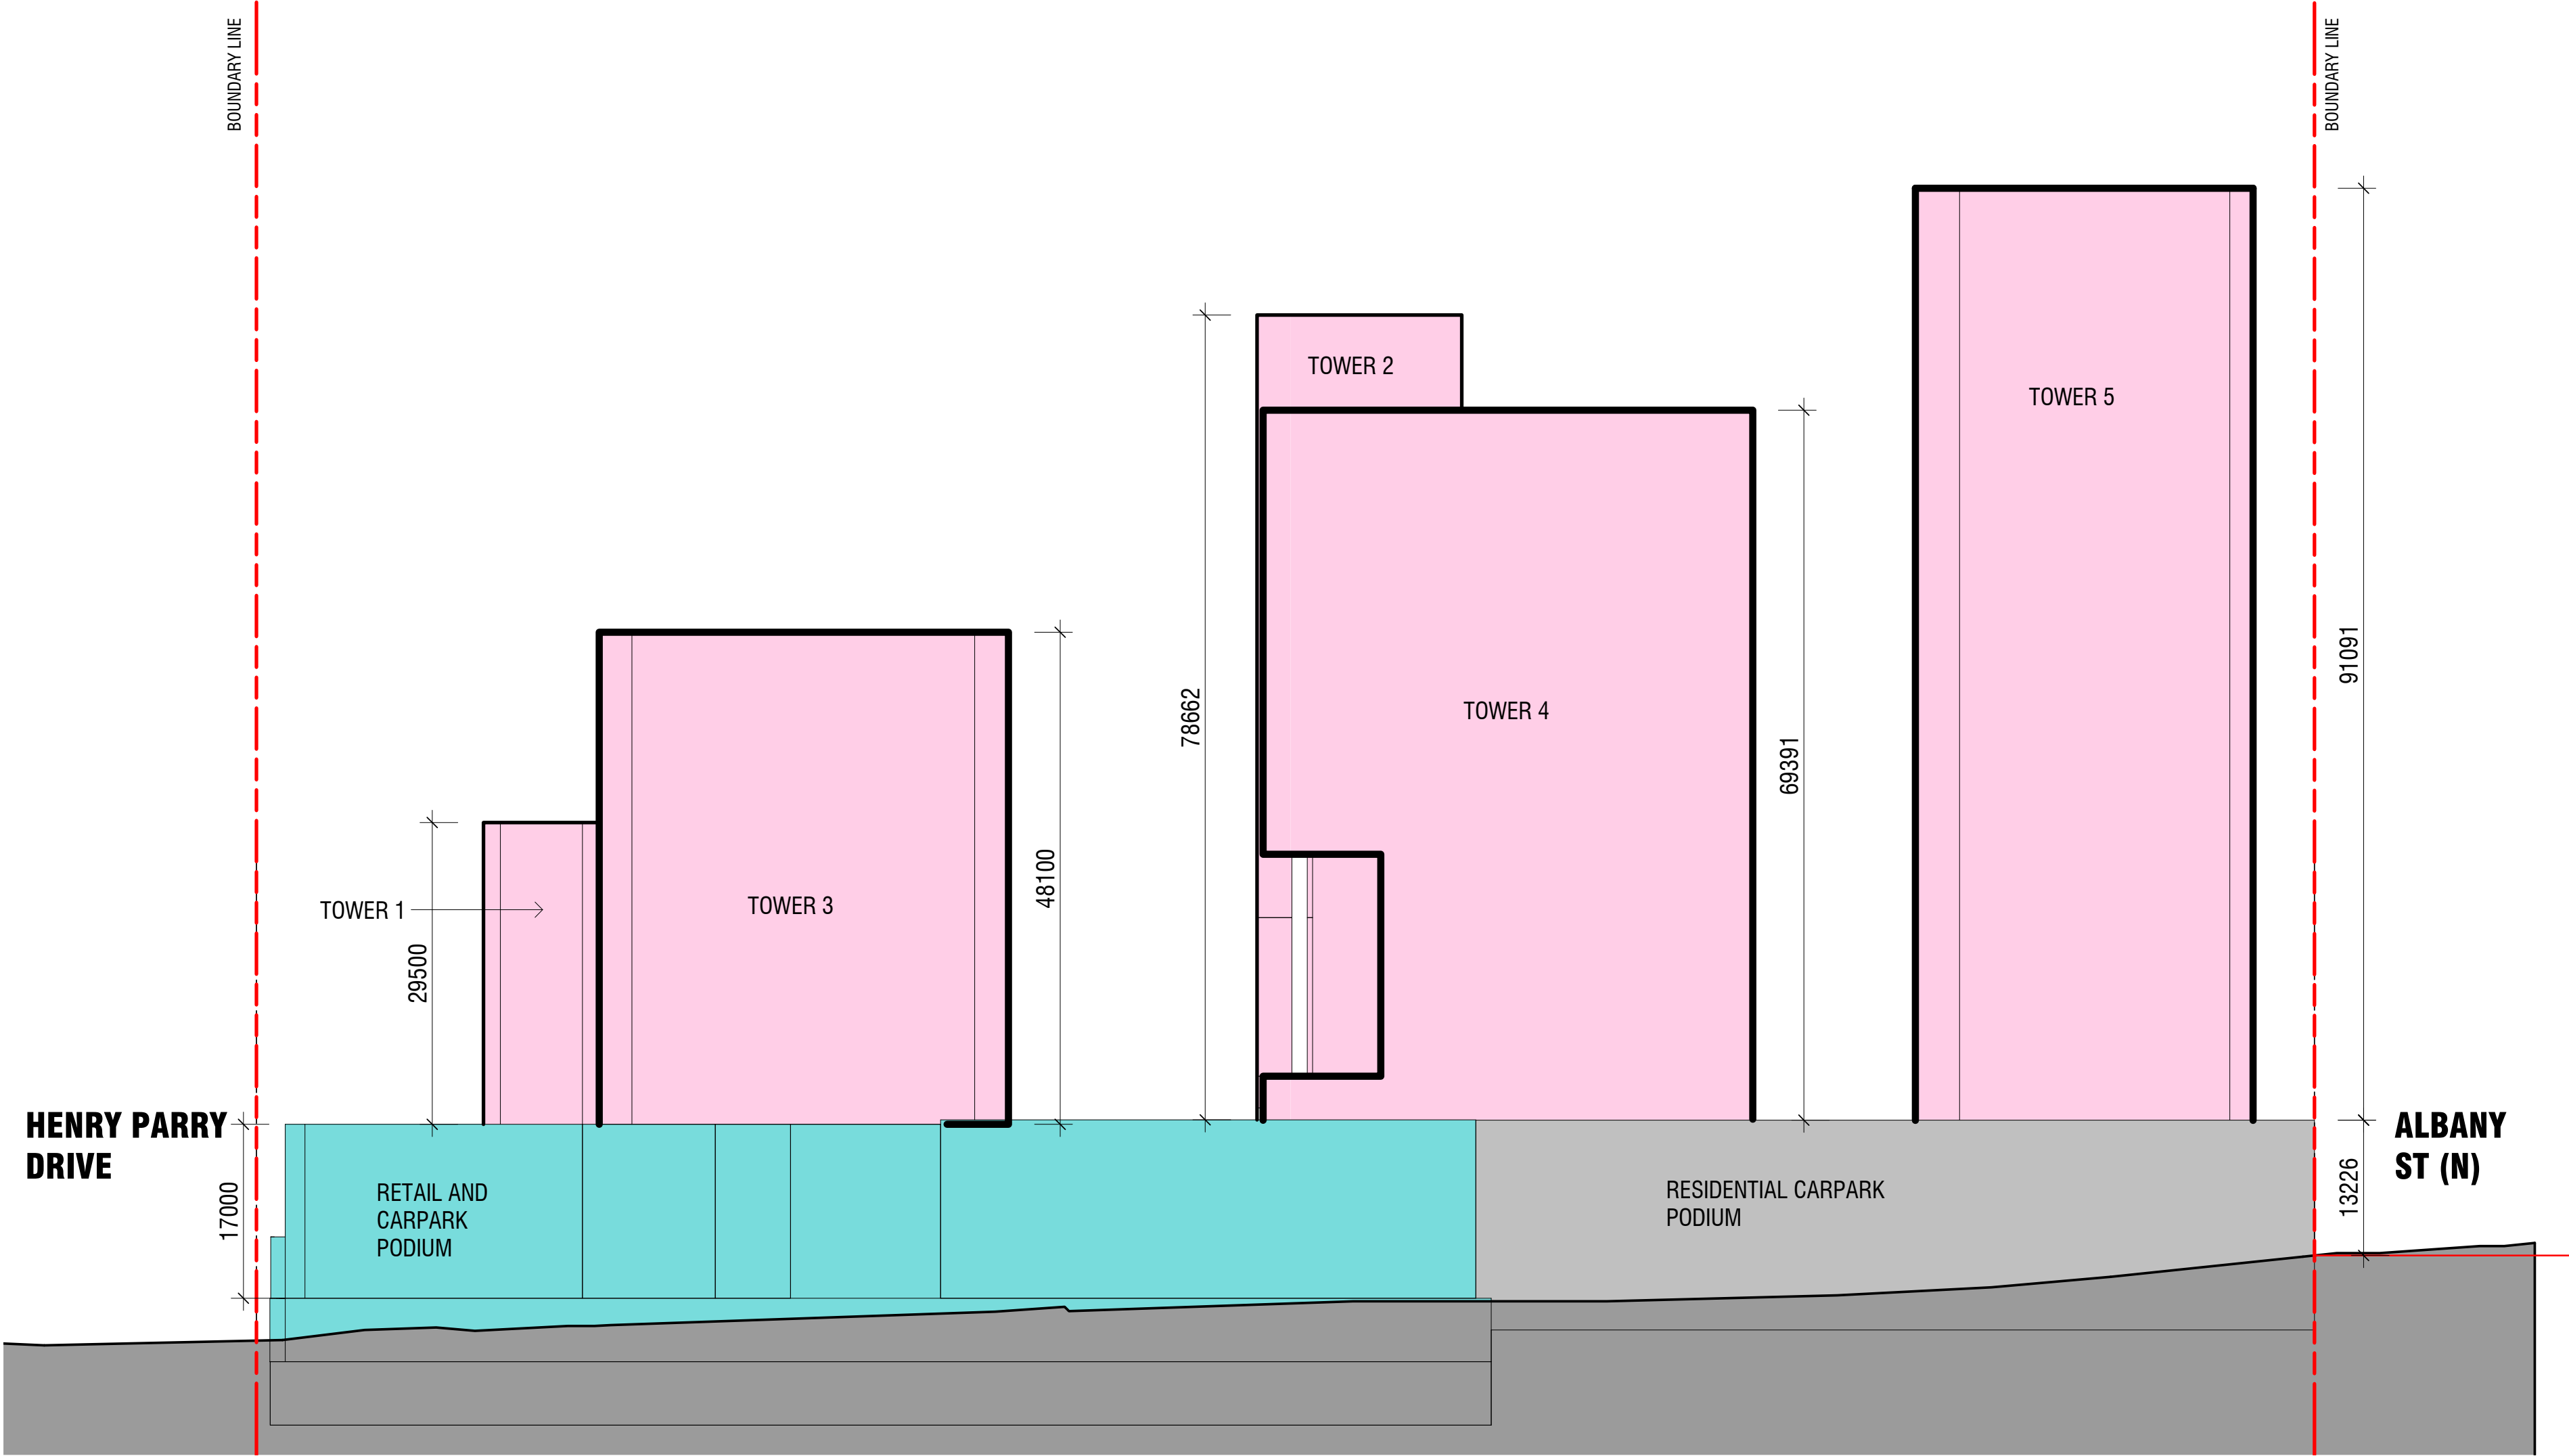 BOUNDARY LINE
BOUNDARY LINE
TOWER 2
TOWER 5
91091
78662
TOWER 4
69391
48100
TOWER 3
TOWER 1
29500
HENRY PARRY
DRIVE
ALBANY
ST (N)
17000
RETAIL AND
CARPARK
PODIUM
RESIDENTIAL CARPARK
PODIUM
13226